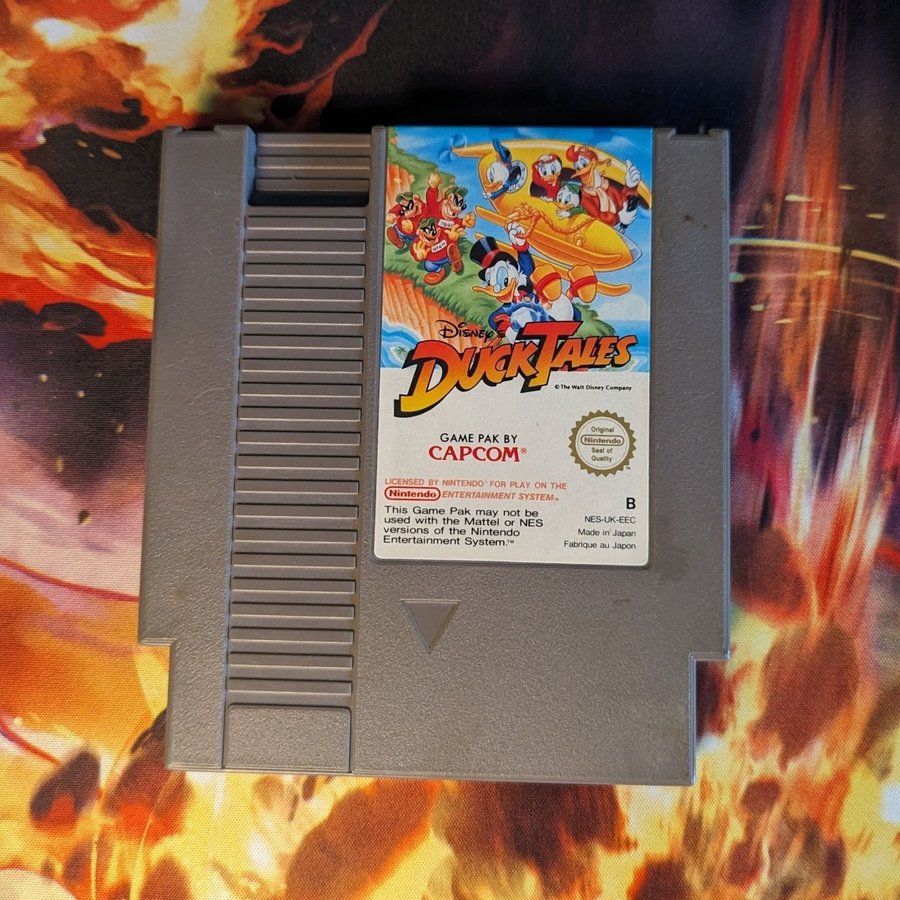 Disney's
DUCKTALES
© The Walt Disney Company
GAME PAK BY
CAPCOM®
Original
Nintendo
Seal of
Quality
LICENSED BY NINTENDO® FOR PLAY ON THE
Nintendo ENTERTAINMENT SYSTEM™
This Game Pak may not be
used with the Mattel or NES
versions of the Nintendo
Entertainment System.™
B
NES-UK-EEC
Made in Japan
Fabrique au Japon